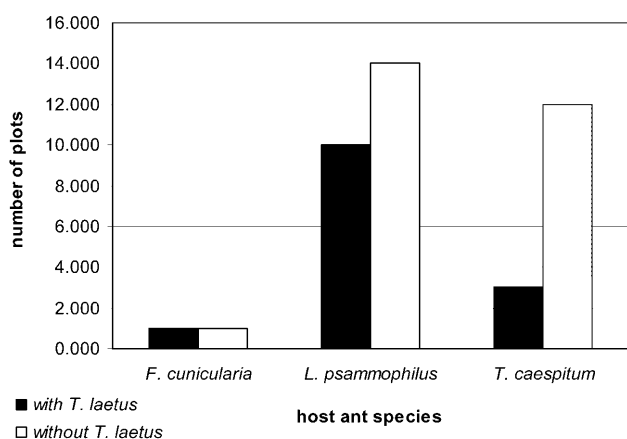 16.000
14.000
12.000
10.000
8.000
6.000
4.000
2.000
0.000
number of plots
F. cunicularia L. psammophilus T. caespitum
host ant species
with T. laetus
without T. laetus